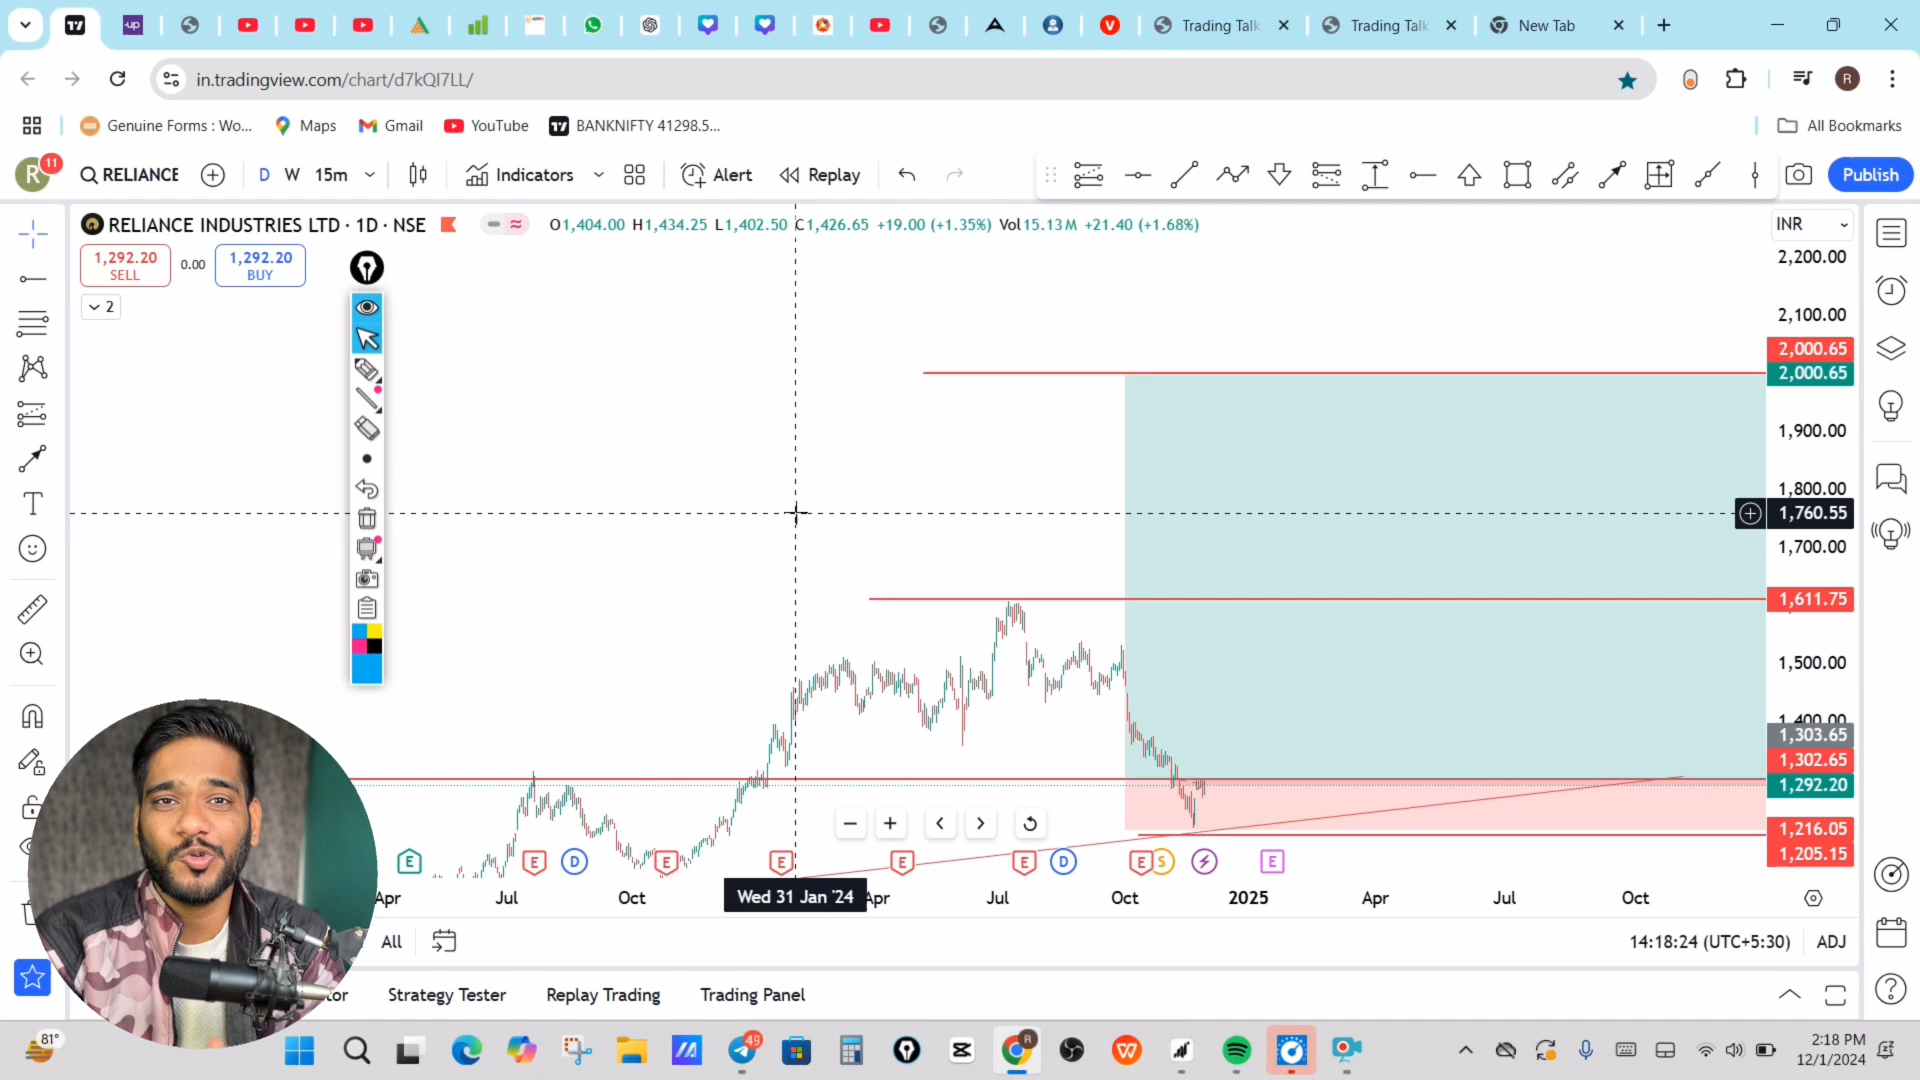 up
Trading Talk
Trading Talk
New Tab
in.tradingview.com/chart/d7kQI7LL/
R
Genuine Forms : Wo...
Maps
Gmail
YouTube
BANKNIFTY 41298.5...
All Bookmarks
R
11
RELIANCE
D
W
15m
Indicators
Alert
Replay
Publish
RELIANCE INDUSTRIES LTD · 1D · NSE
O1,404.00 H1,434.25 L1,402.50 C1,426.65 +19.00 (+1.35%) Vol15.13M +21.40 (+1.68%)
INR
1,292.20
SELL
0.00
1,292.20
BUY
2
2,200.00
2,100.00
2,000.65
2,000.65
1,900.00
1,800.00
1,760.55
1,700.00
1,611.75
1,500.00
1,400.00
1,303.65
1,302.65
1,292.20
1,216.05
1,205.15
E
E
D
E
E
E
E
D
E
S
E
Apr
Jul
Oct
Wed 31 Jan '24
Apr
Jul
Oct
2025
Apr
Jul
Oct
All
14:18:24 (UTC+5:30)
ADJ
tor
Strategy Tester
Replay Trading
Trading Panel
81°
49
R
2:18 PM
12/1/2024